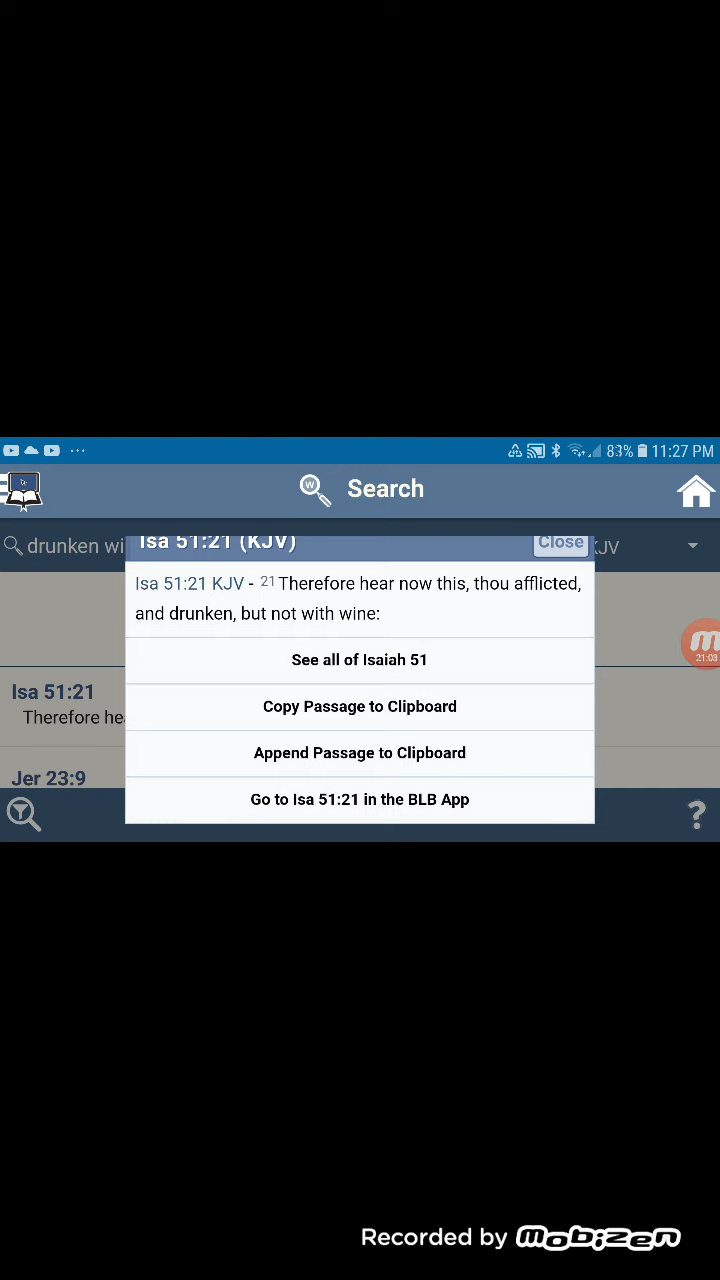 83% 11:27 PM
W
Search
drunken wi
Isa 51:21 (KJV)
Close
KJV
Isa 51:21 KJV - 21 Therefore hear now this, thou afflicted,
and drunken, but not with wine:
See all of Isaiah 51
21:03
Isa 51:21
Therefore hea
Copy Passage to Clipboard
Append Passage to Clipboard
Jer 23:9
Go to Isa 51:21 in the BLB App
?
Recorded by mobizen